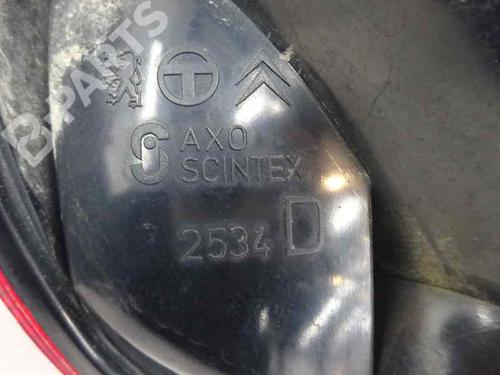 AXO
SCINTEX
2534 D
B-PARTS